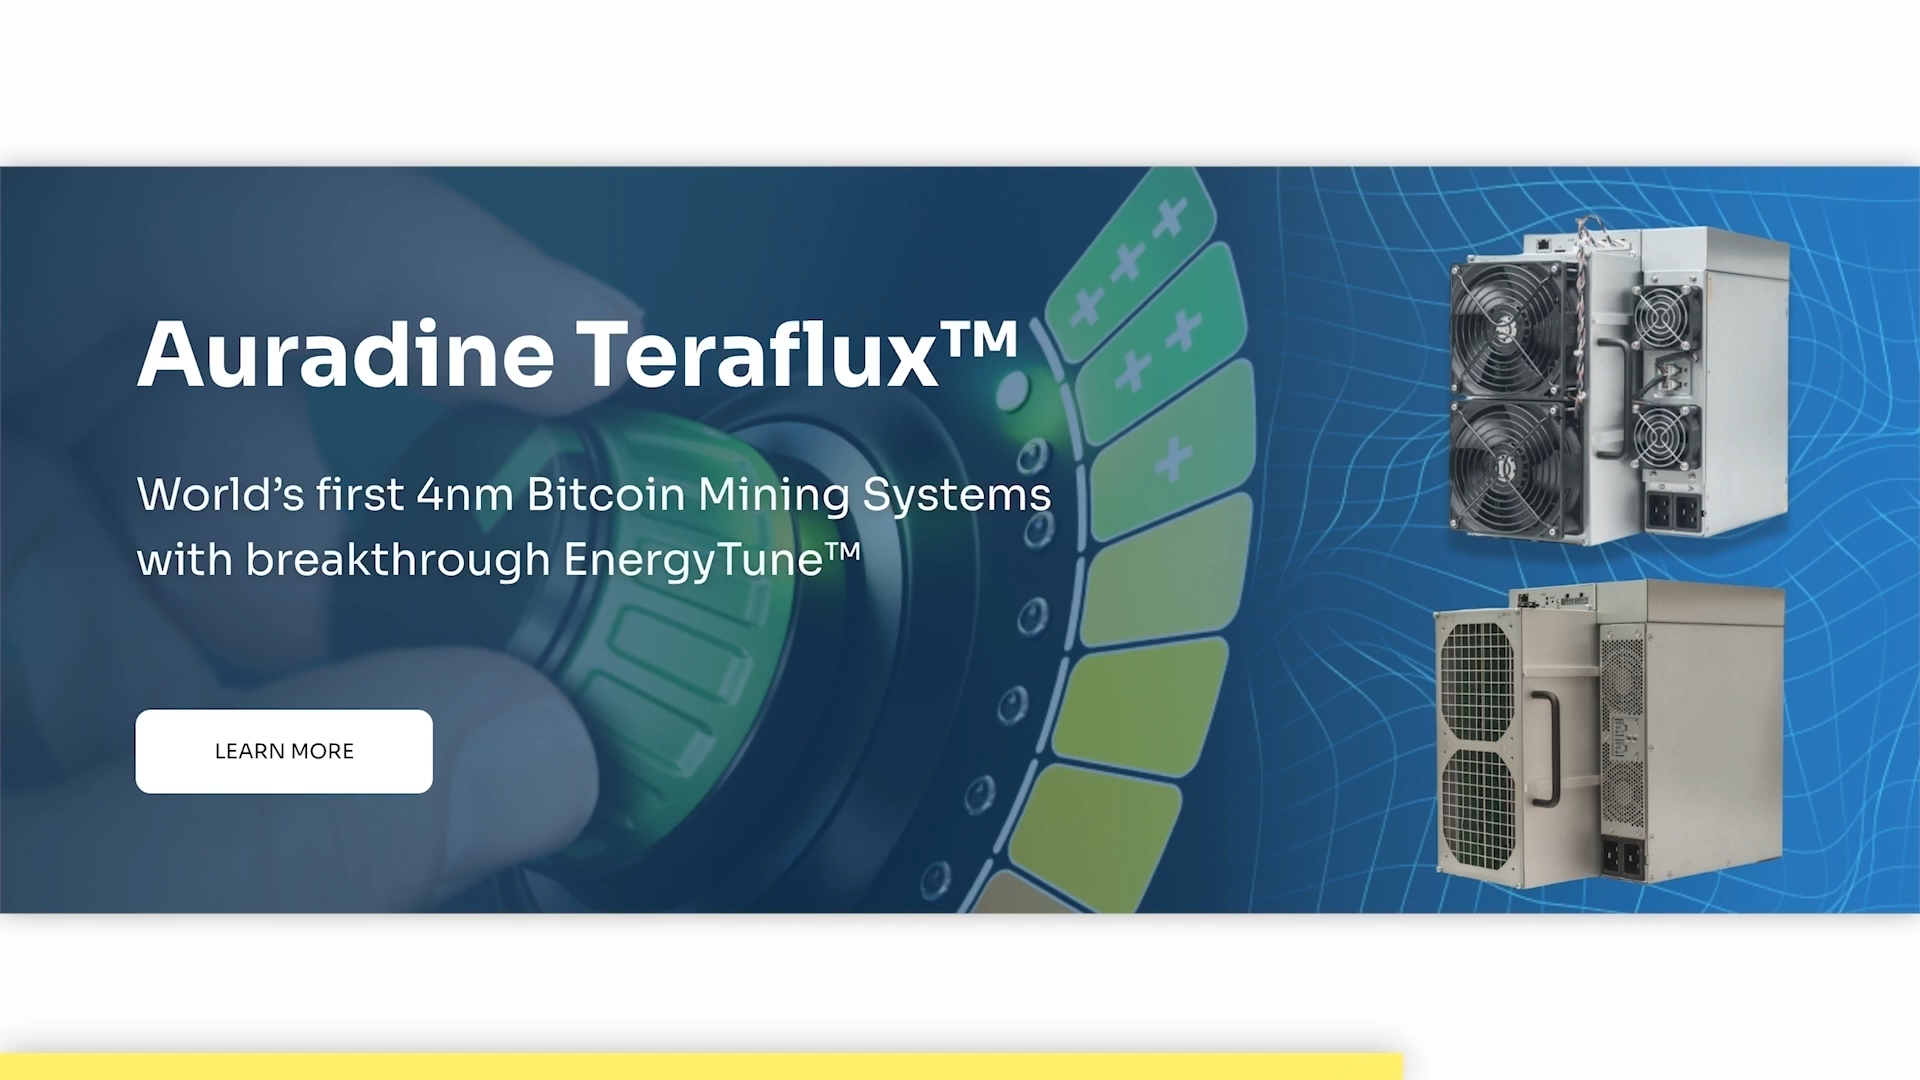 Auradine Teraflux™
World’s first 4nm Bitcoin Mining Systems
with breakthrough EnergyTune™
LEARN MORE